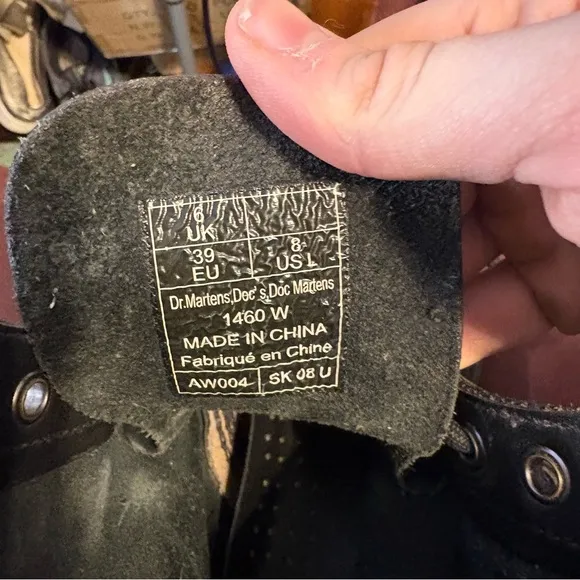 6
UK
39
EU
8
US L
Dr.Martens,Doc's,Doc Martens
1460 W
MADE IN CHINA
Fabriqué en Chine
AW004 SK 08 U